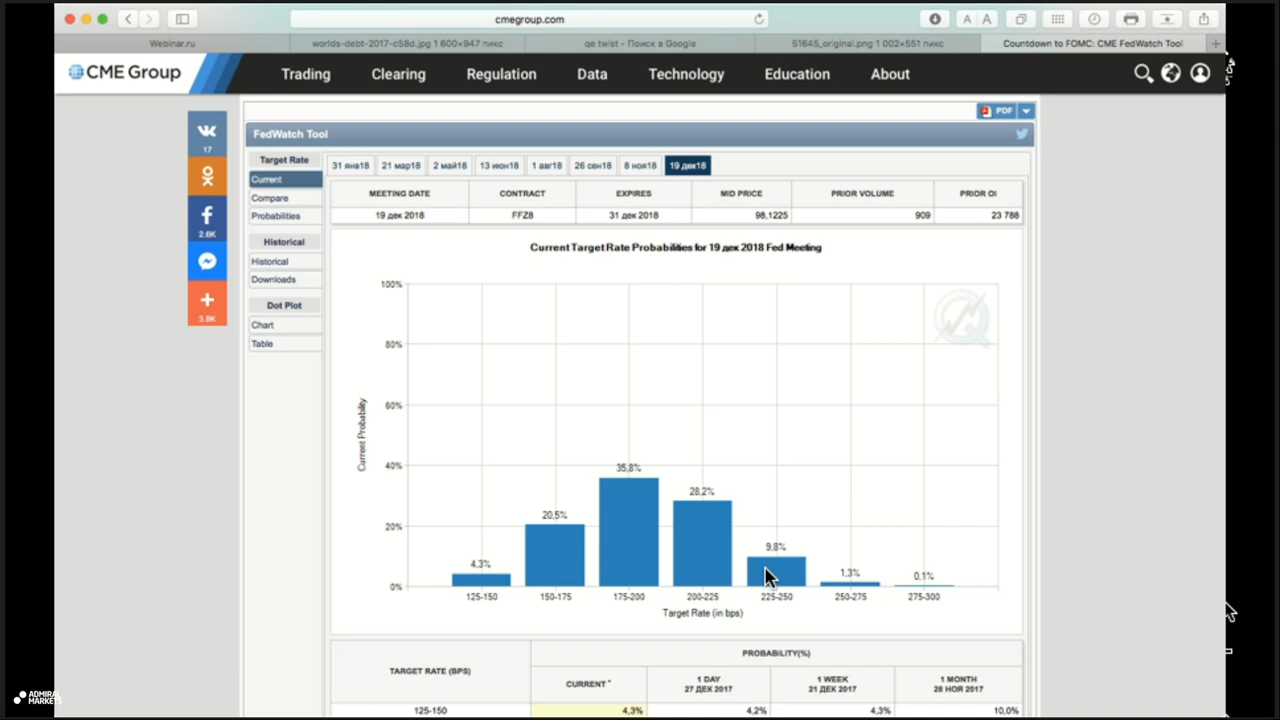 cmegroup.com
A A
Webinar.ru
worlds-debt-2017-c58d.jpg 1 600×947 пикс
qe twist - Поиск в Google
51645_original.png 1 002×551 пикс
Countdown to FOMC: CME FedWatch Tool
CME Group
Trading Clearing Regulation Data Technology Education About
PDF
FedWatch Tool
17
2.6K
3.8K
Target Rate
Current
Compare
Probabilities
Historical
Historical
Downloads
Dot Plot
Chart
Table
31 янв18 21 мар18 2 май18 13 июн18 1 авг18 26 сен18 8 ноя18 19 дек18
MEETING DATE CONTRACT EXPIRES MID PRICE PRIOR VOLUME PRIOR OI
19 дек 2018 FFZ8 31 дек 2018 98,1225 909 23 788
Current Target Rate Probabilities for 19 дек 2018 Fed Meeting
Current Probability
100%
80%
60%
40%
20%
0%
4,3%
20,5%
35,8%
28,2%
9,8%
1,3%
0,1%
125-150 150-175 175-200 200-225 225-250 250-275 275-300
Target Rate (in bps)
TARGET RATE (BPS)
PROBABILITY(%)
CURRENT *
1 DAY
27 ДЕК 2017
1 WEEK
21 ДЕК 2017
1 MONTH
28 НОЯ 2017
125-150 4,3% 4,2% 4,3% 10,0%
ADMIRAL
MARKETS